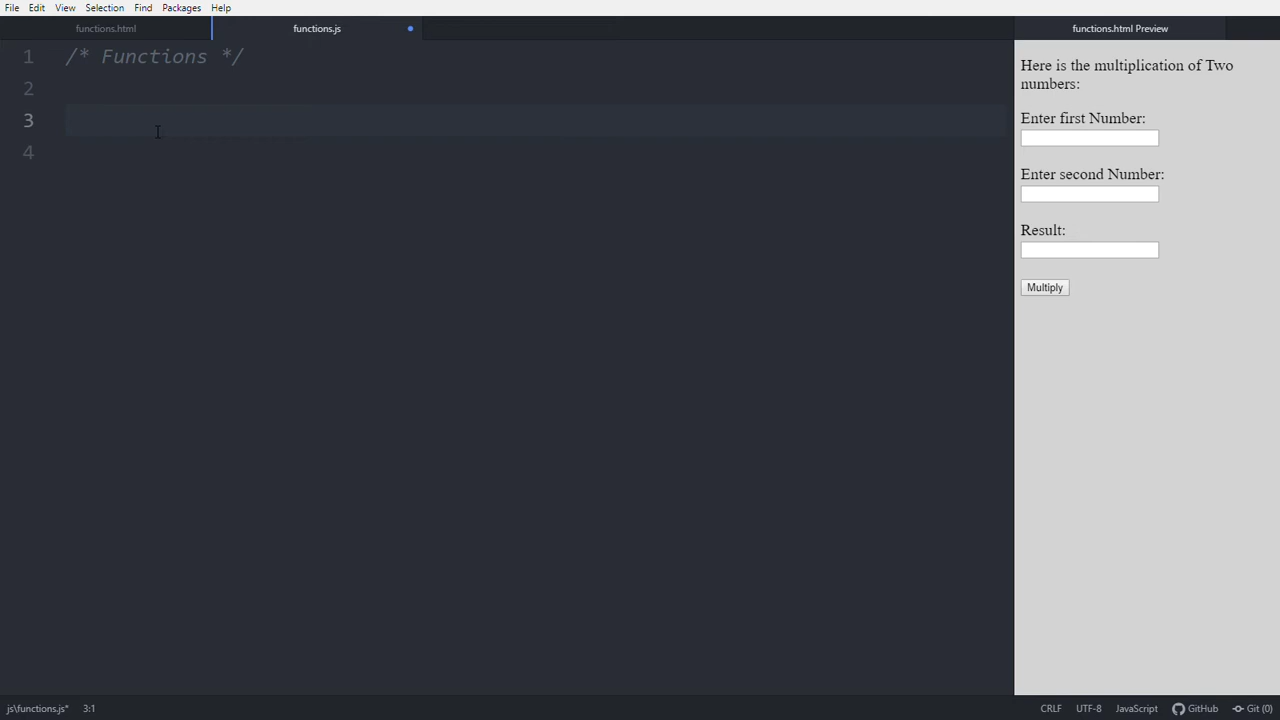 File Edit View Selection Find Packages Help
functions.html functions.js functions.html Preview
1 /* Functions */
2
3
4
Here is the multiplication of Two
numbers:
Enter first Number:
Enter second Number:
Result:
Multiply
js\functions.js* 3:1 CRLF UTF-8 JavaScript GitHub Git (0)